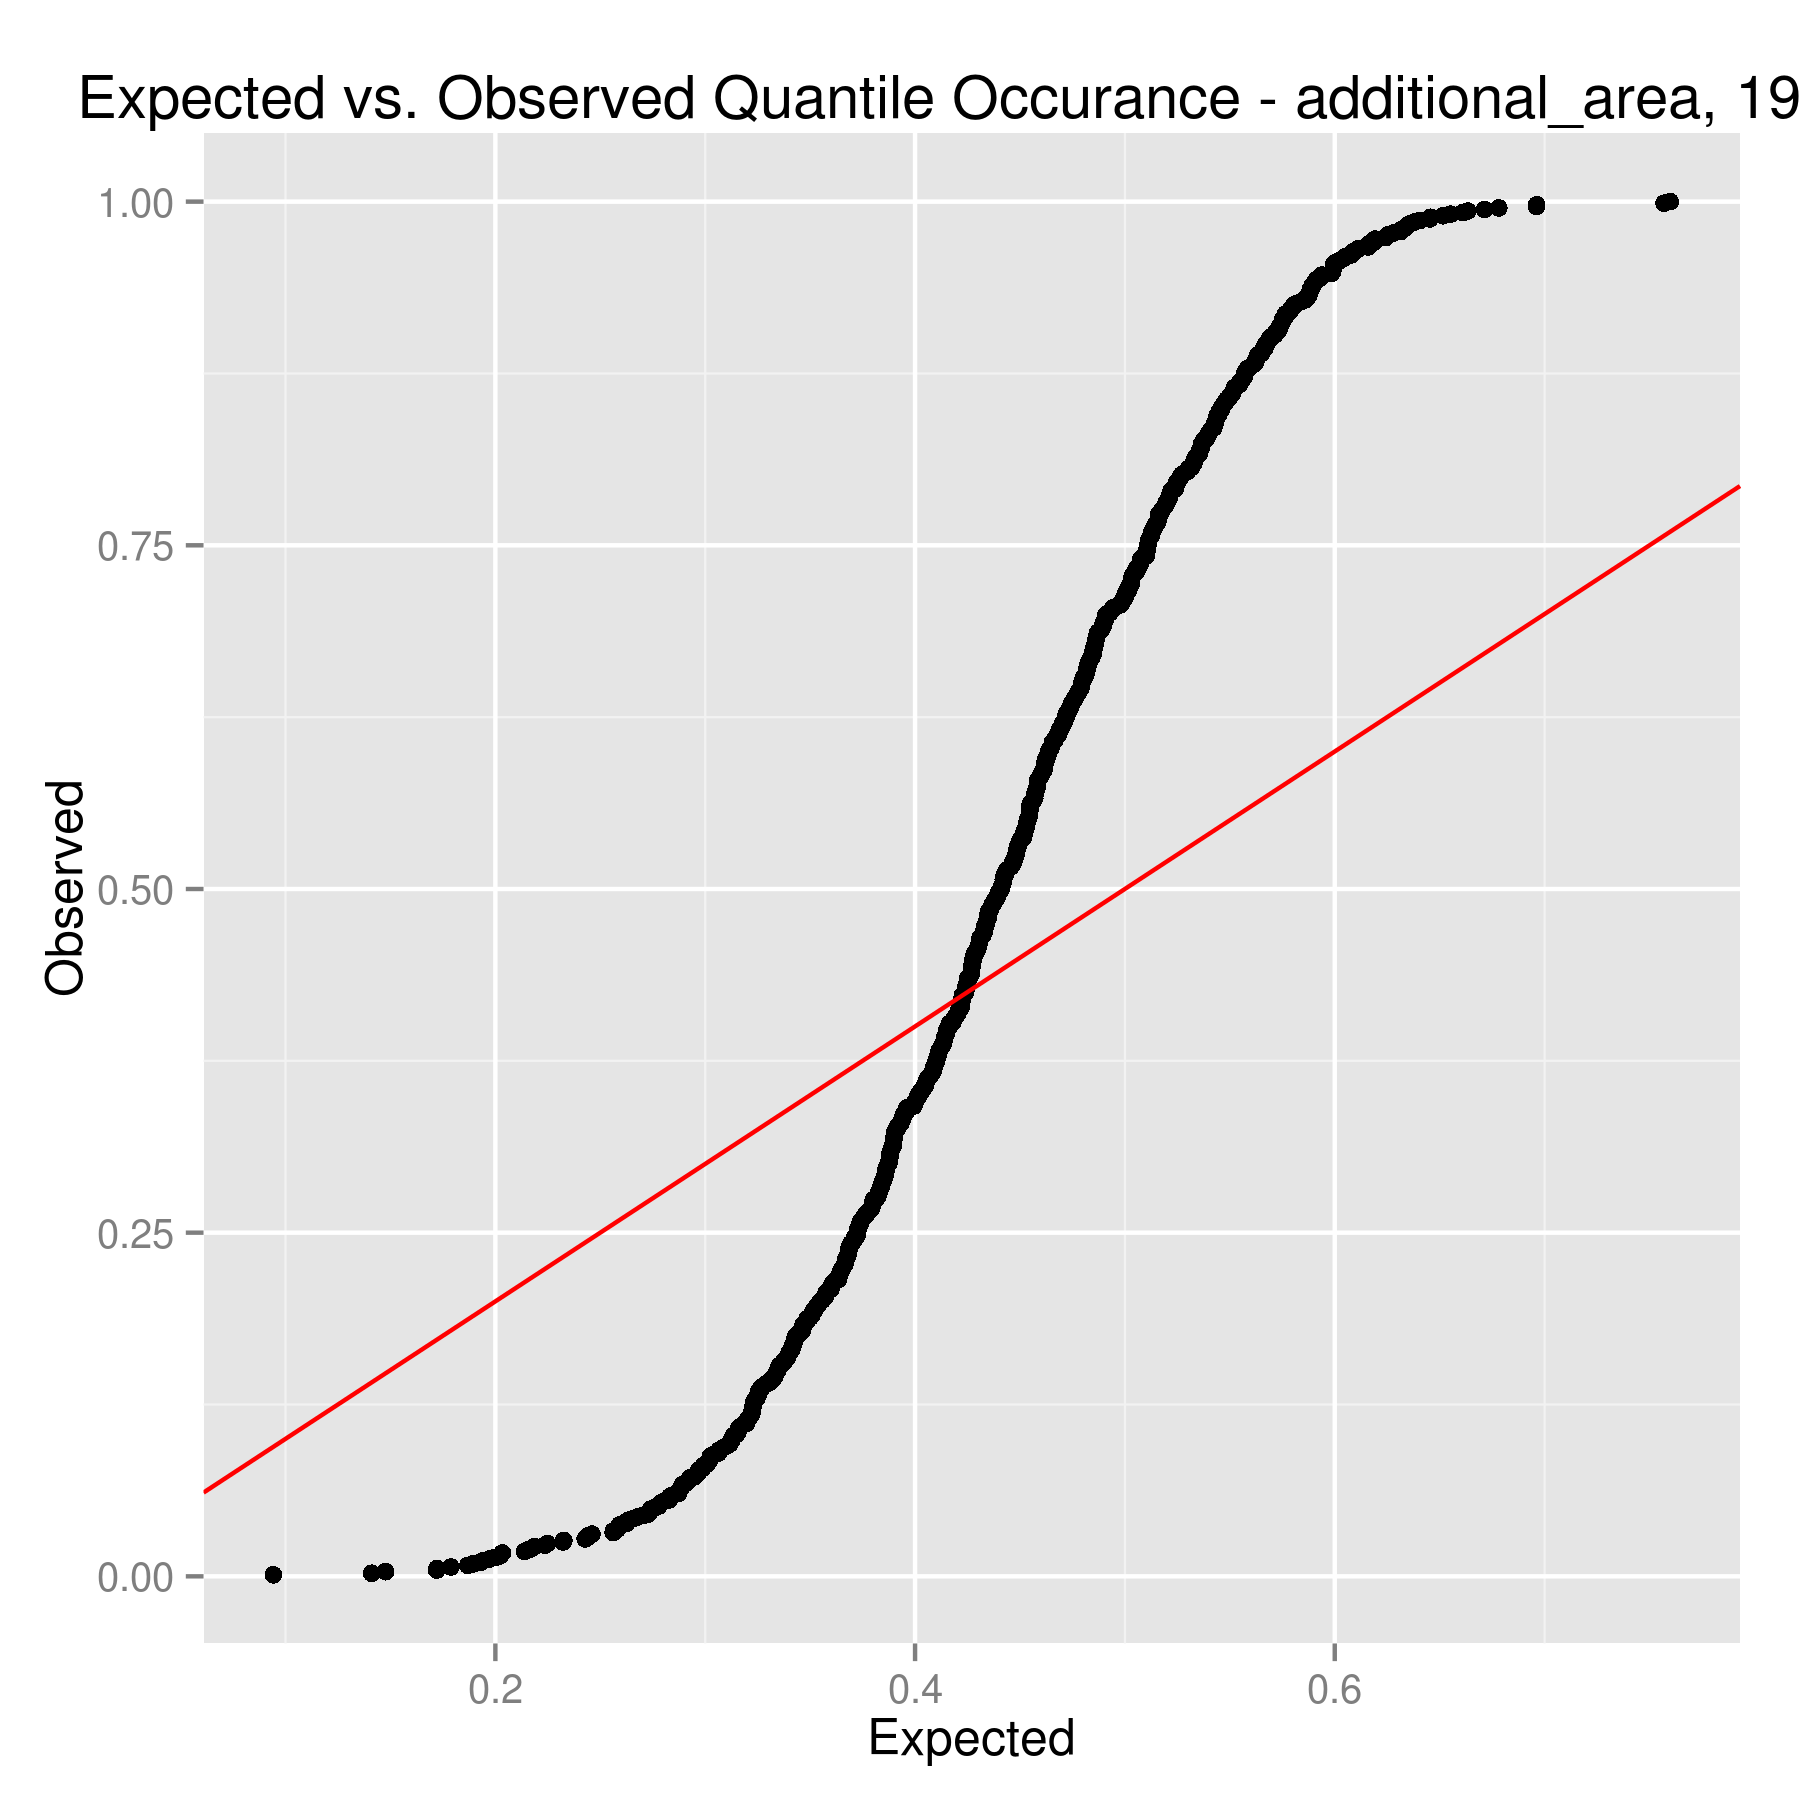 Expected vs. Observed Quantile Occurance - additional_area, 19
1.00
0.75
0.50
0.25
0.00
Observed
0.2 0.4 0.6
Expected